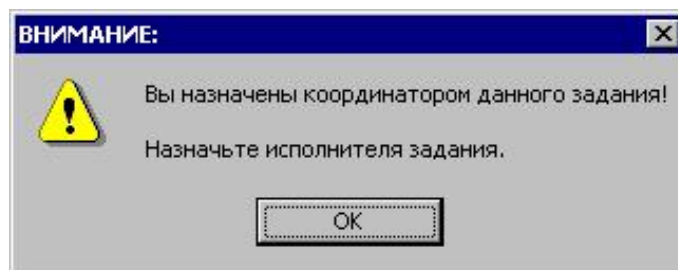 ВНИМАНИЕ:
Вы назначены координатором данного задания!
Назначьте исполнителя задания.
OK